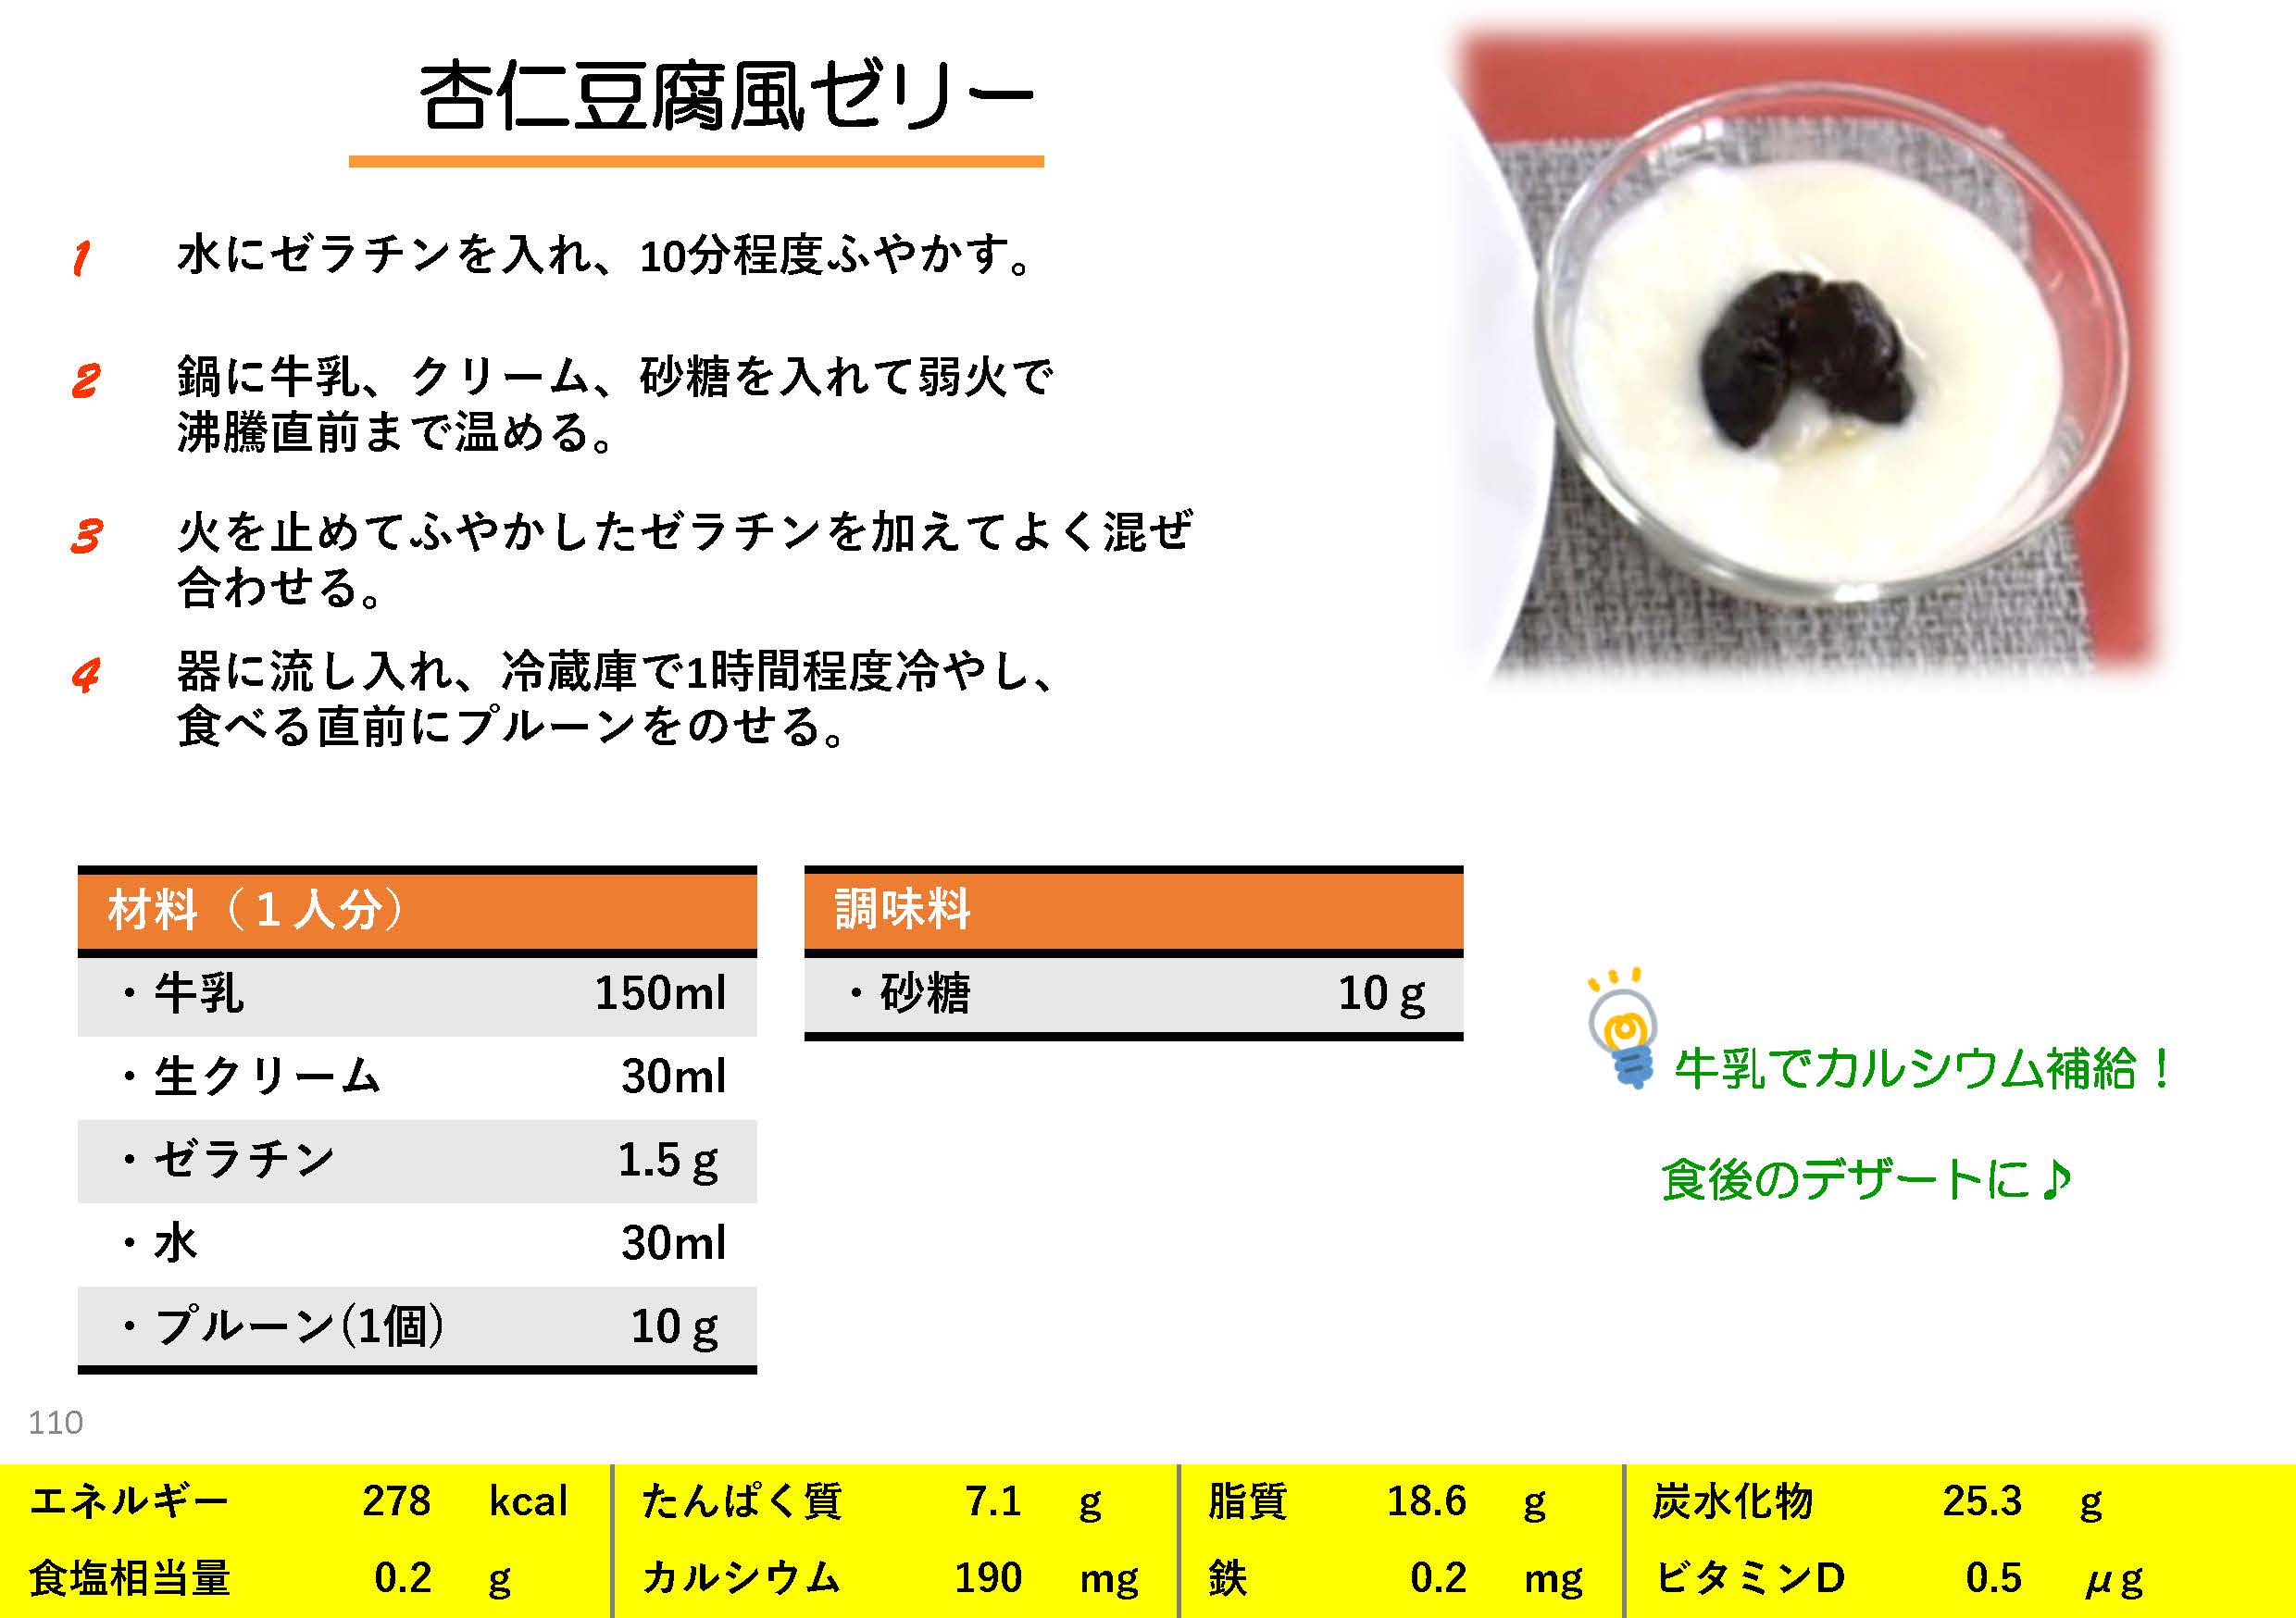 杏仁豆腐風ゼリー
1 水にゼラチンを入れ、10分程度ふやかす。
2 鍋に牛乳、クリーム、砂糖を入れて弱火で
沸騰直前まで温める。
3 火を止めてふやかしたゼラチンを加えてよく混ぜ
合わせる。
4 器に流し入れ、冷蔵庫で1時間程度冷やし、
食べる直前にプルーンをのせる。
材料（１人分）
・牛乳 150ml
・生クリーム 30ml
・ゼラチン 1.5ｇ
・水 30ml
・プルーン(1個) 10ｇ
調味料
・砂糖 10ｇ
牛乳でカルシウム補給！
食後のデザートに♪
110
エネルギー 278 kcal たんぱく質 7.1 g 脂質 18.6 g 炭水化物 25.3 g
食塩相当量 0.2 g カルシウム 190 mg 鉄 0.2 mg ビタミンD 0.5 μg